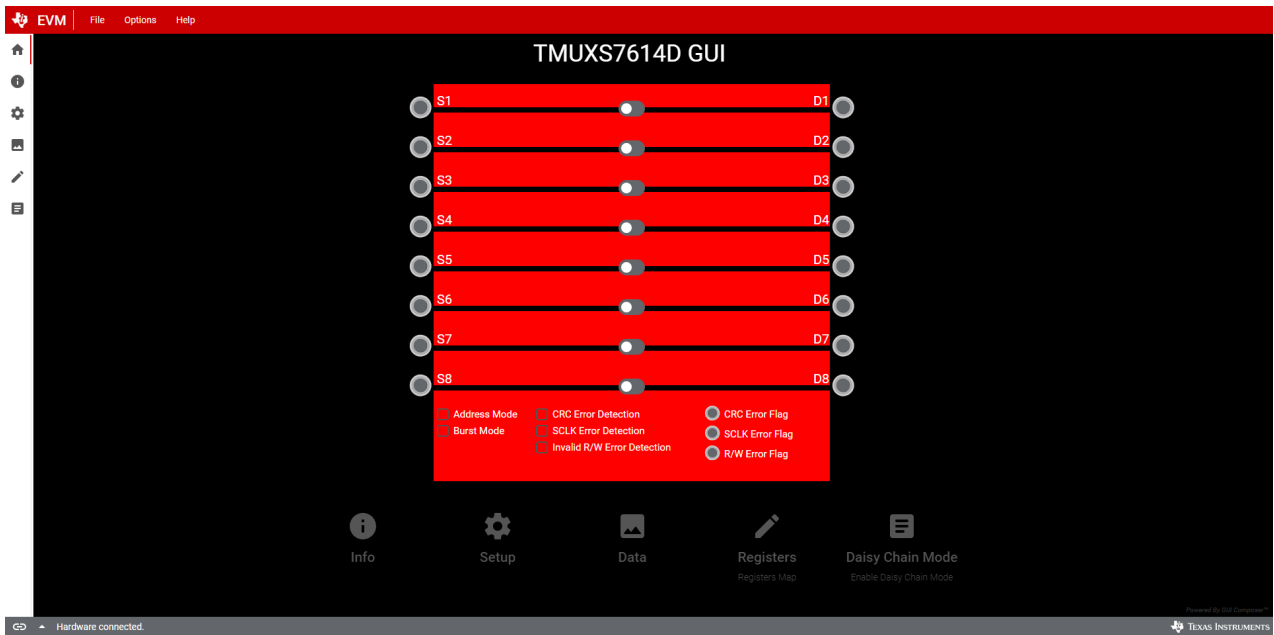 EVM File Options Help
TMUXS7614D GUI
S1 D1
S2 D2
S3 D3
S4 D4
S5 D5
S6 D6
S7 D7
S8 D8
Address Mode CRC Error Detection CRC Error Flag
Burst Mode SCLK Error Detection SCLK Error Flag
Invalid R/W Error Detection R/W Error Flag
Info Setup Data Registers Daisy Chain Mode
Registers Map Enable Daisy Chain Mode
Powered By GUI Composer™
Hardware connected. TEXAS INSTRUMENTS